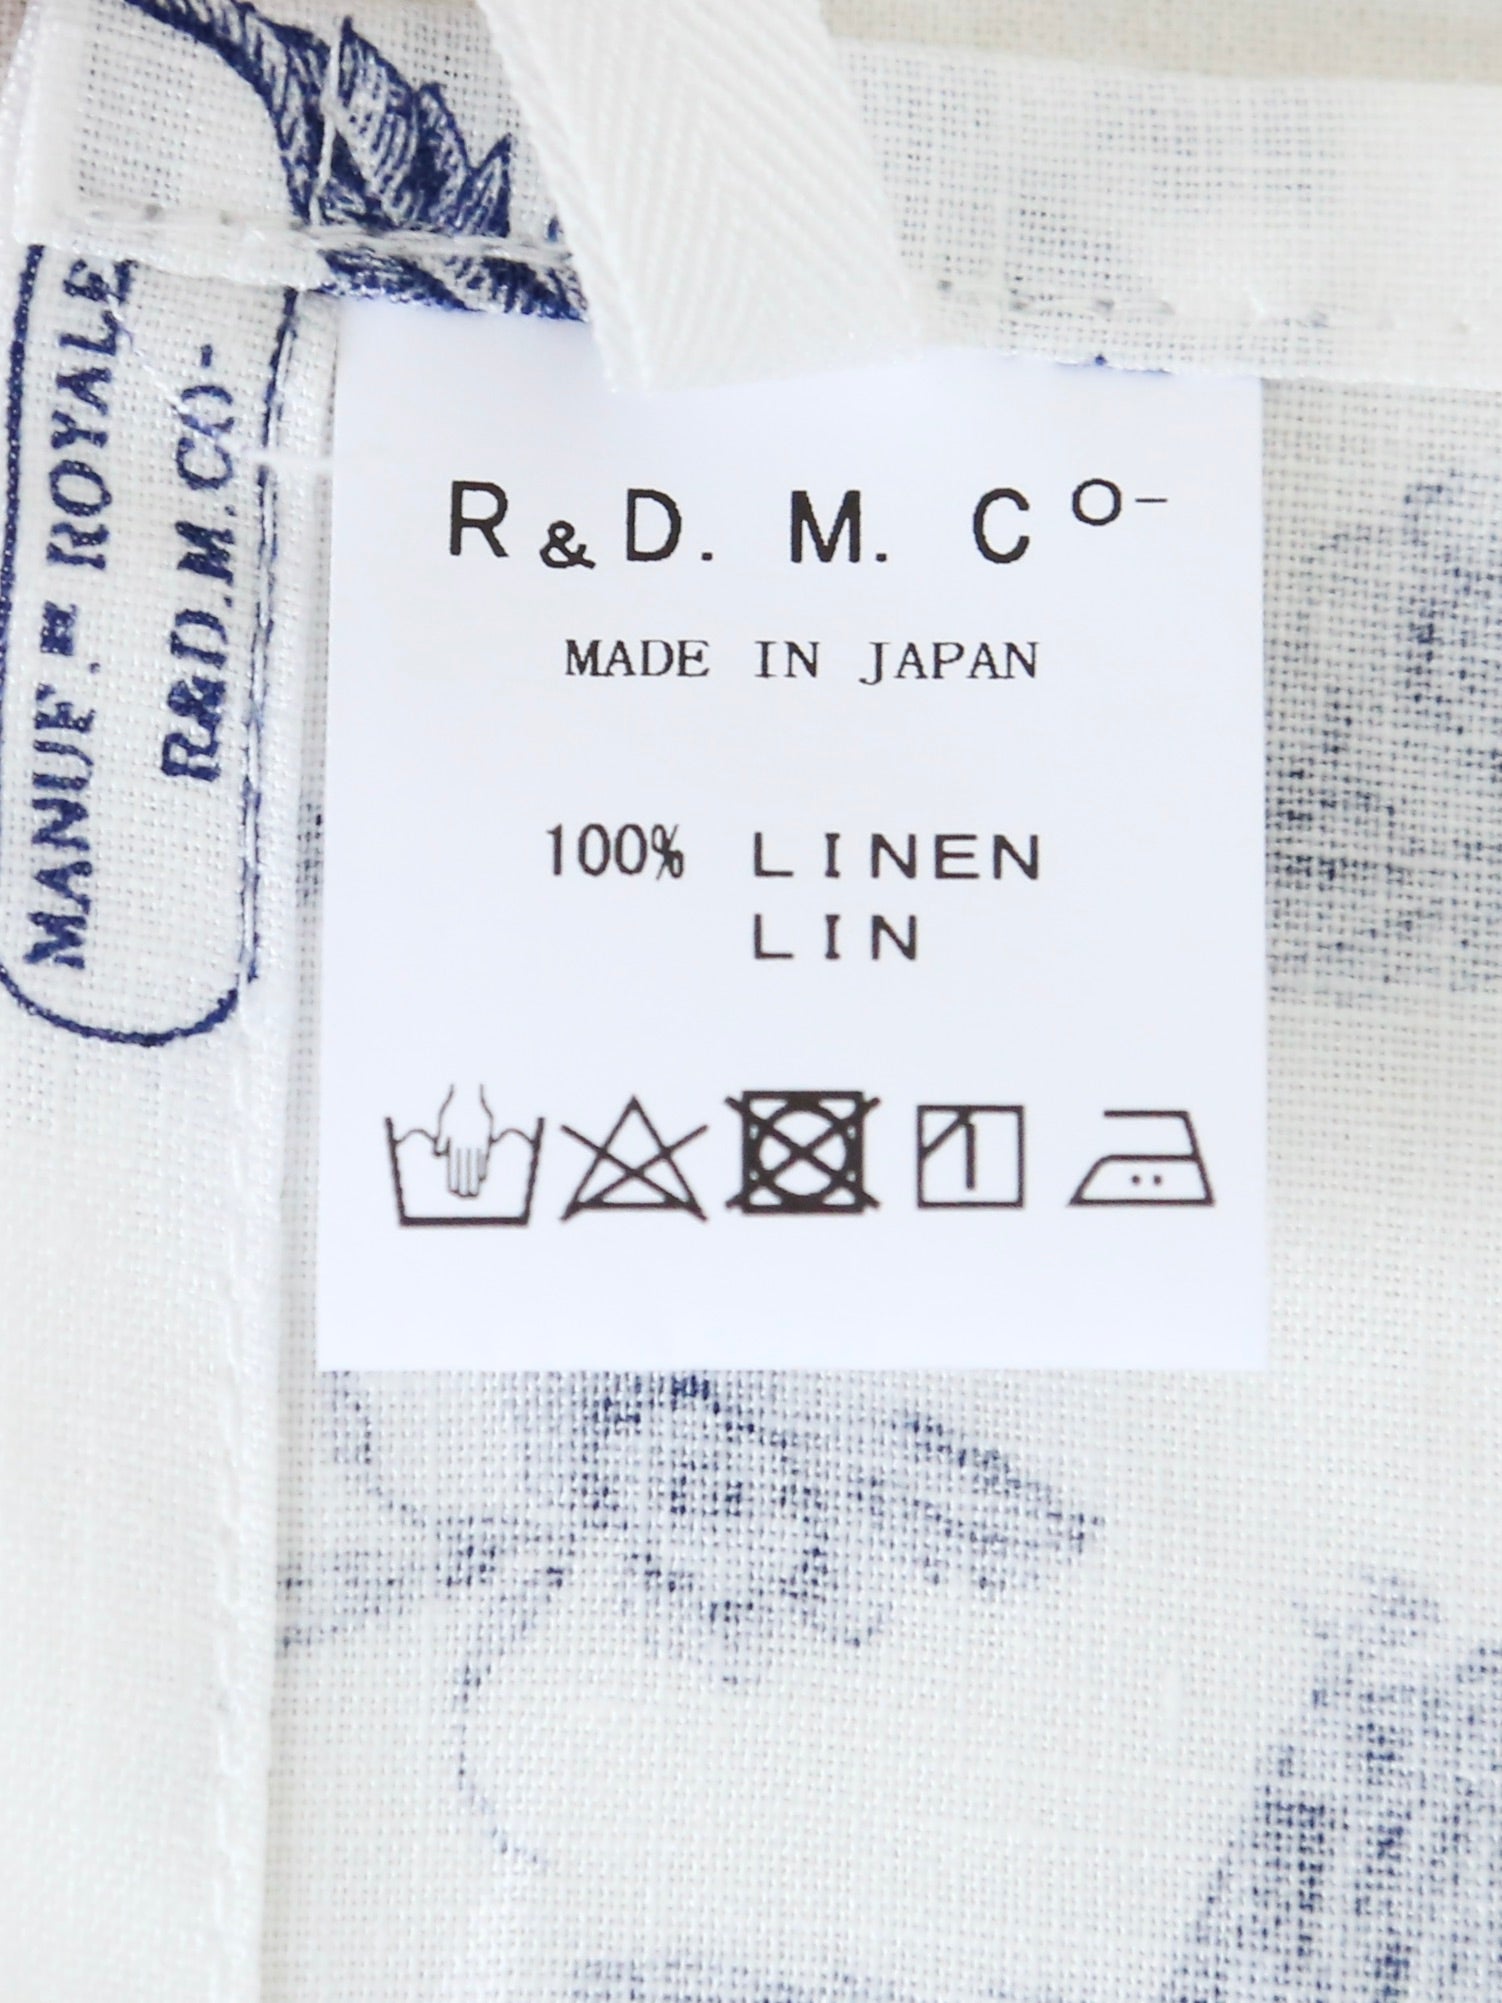 MANUF.= ROYALE
R&D.M.CO-
R&D. M. CO-
MADE IN JAPAN
100% LINEN
LIN